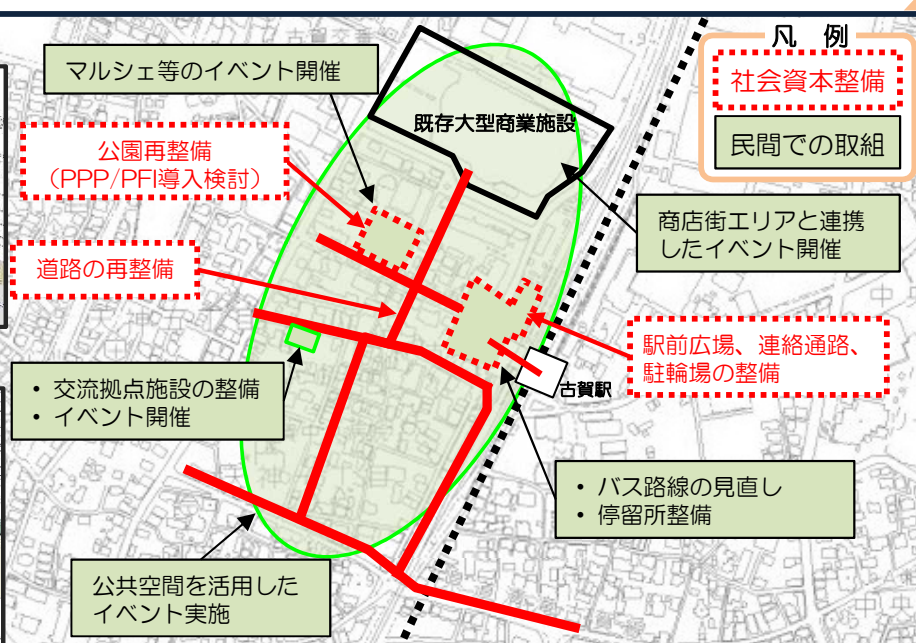 凡 例
社会資本整備
民間での取組
マルシェ等のイベント開催
既存大型商業施設
公園再整備
（PPP/PFI導入検討）
商店街エリアと連携
したイベント開催
道路の再整備
駅前広場、連絡通路、
駐輪場の整備
古賀駅
・ 交流拠点施設の整備
・ イベント開催
・ バス路線の見直し
・ 停留所整備
公共空間を活用した
イベント実施